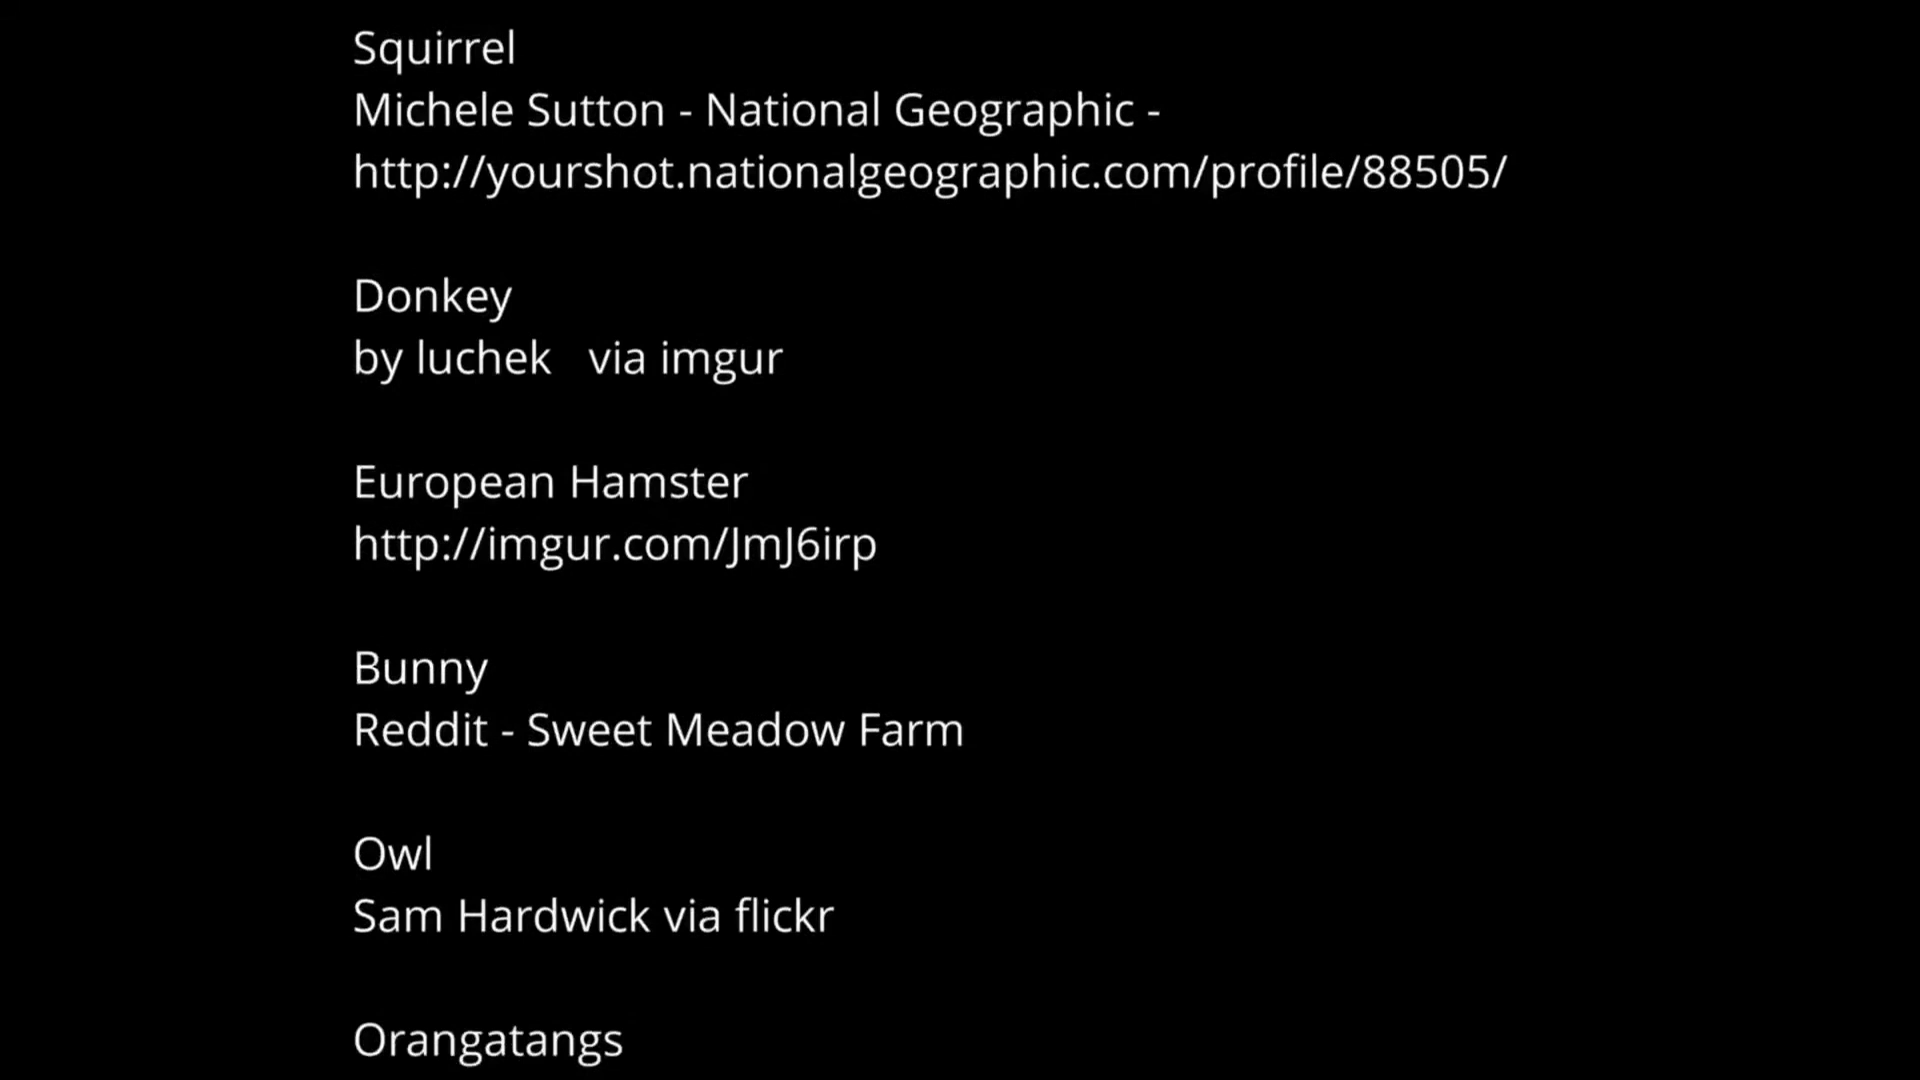 Squirrel
Michele Sutton - National Geographic -
http://yourshot.nationalgeographic.com/profile/88505/
Donkey
by luchek   via imgur
European Hamster
http://imgur.com/JmJ6irp
Bunny
Reddit - Sweet Meadow Farm
Owl
Sam Hardwick via flickr
Orangatangs